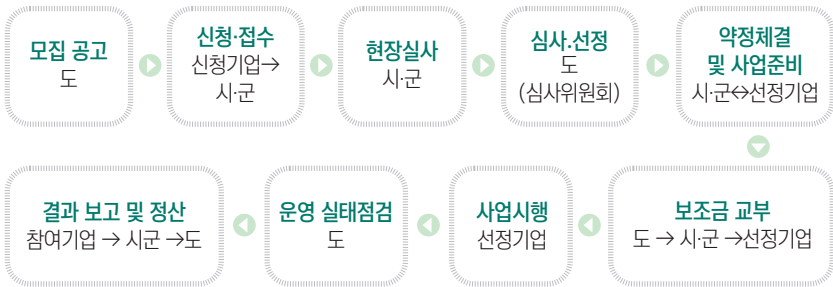 모집 공고
도
신청·접수
신청기업→
시·군
현장실사
시·군
심사.선정
도
(심사위원회)
약정체결
및 사업준비
시·군↔선정기업
보조금 교부
도 → 시·군 →선정기업
사업시행
선정기업
운영 실태점검
도
결과 보고 및 정산
참여기업 → 시군 →도